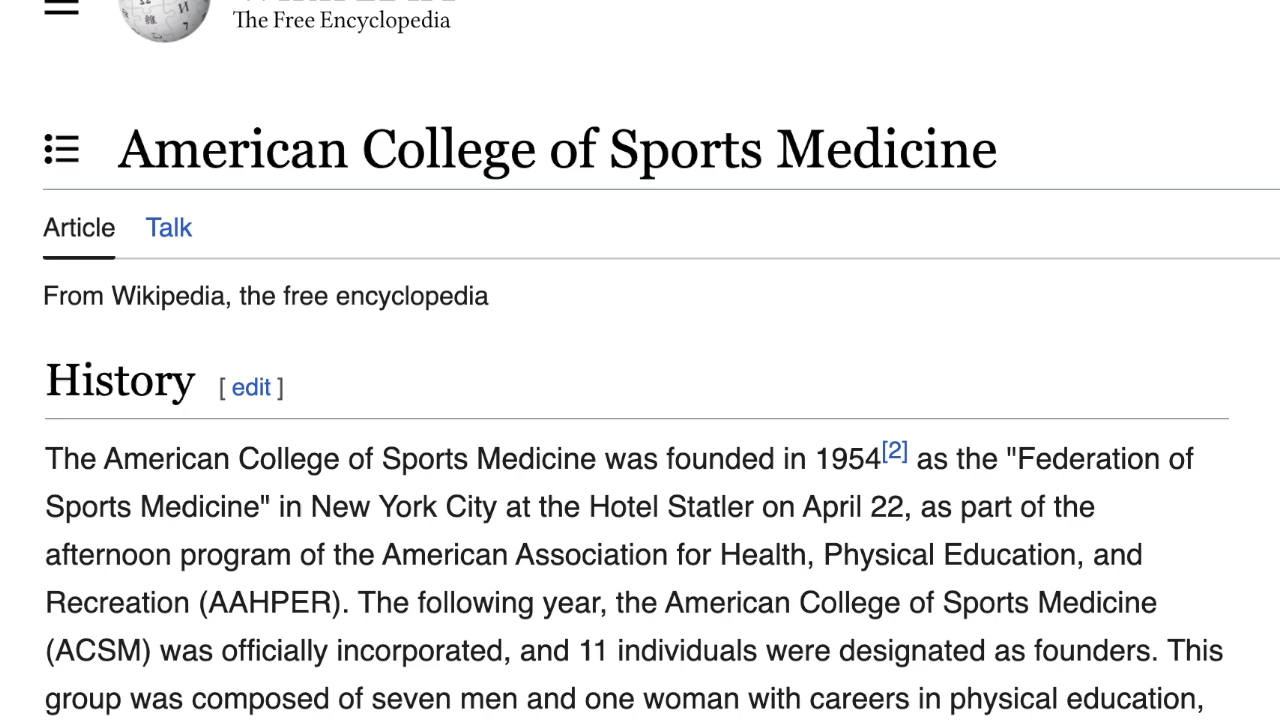 The Free Encyclopedia
American College of Sports Medicine
Article Talk
From Wikipedia, the free encyclopedia
History [ edit ]
The American College of Sports Medicine was founded in 1954[2] as the "Federation of
Sports Medicine" in New York City at the Hotel Statler on April 22, as part of the
afternoon program of the American Association for Health, Physical Education, and
Recreation (AAHPER). The following year, the American College of Sports Medicine
(ACSM) was officially incorporated, and 11 individuals were designated as founders. This
group was composed of seven men and one woman with careers in physical education,